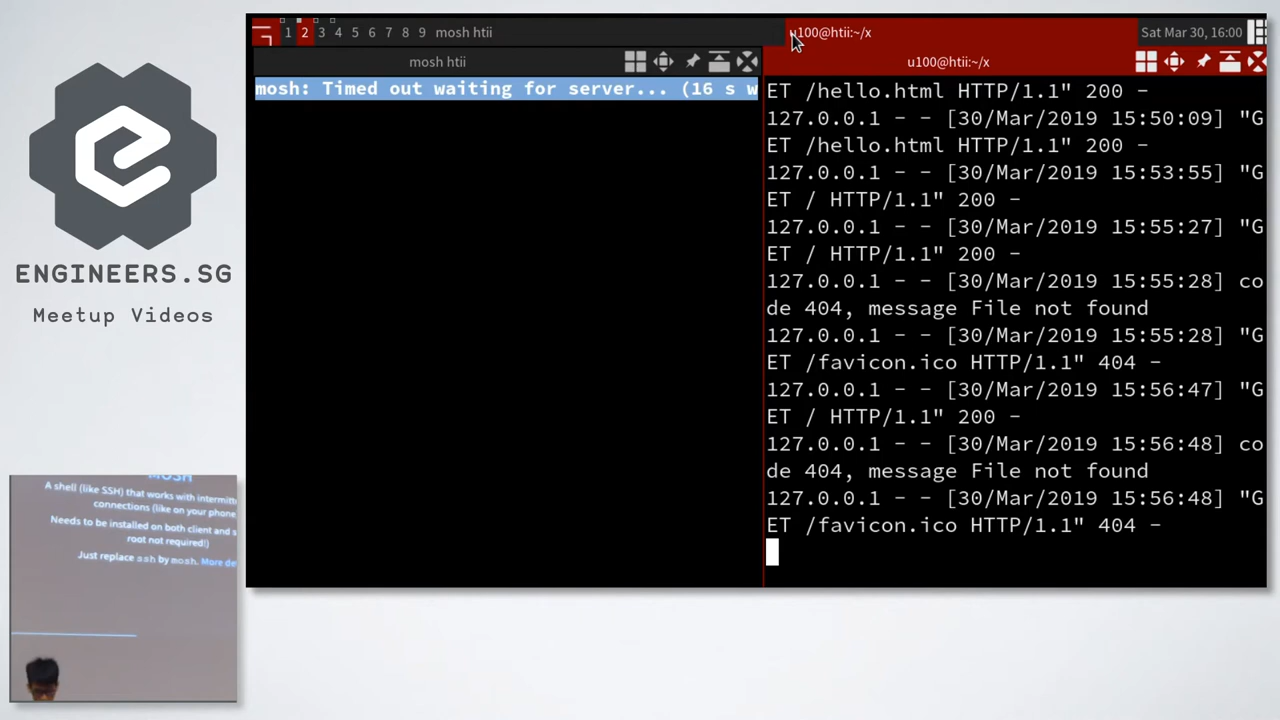 1 2 3 4 5 6 7 8 9 mosh htii
u100@htii:~/x
Sat Mar 30, 16:00
mosh htii
u100@htii:~/x
mosh: Timed out waiting for server... (16 s w
ET /hello.html HTTP/1.1" 200 -
127.0.0.1 - - [30/Mar/2019 15:50:09] "G
ET /hello.html HTTP/1.1" 200 -
127.0.0.1 - - [30/Mar/2019 15:53:55] "G
ET / HTTP/1.1" 200 -
127.0.0.1 - - [30/Mar/2019 15:55:27] "G
ET / HTTP/1.1" 200 -
127.0.0.1 - - [30/Mar/2019 15:55:28] co
de 404, message File not found
127.0.0.1 - - [30/Mar/2019 15:55:28] "G
ET /favicon.ico HTTP/1.1" 404 -
127.0.0.1 - - [30/Mar/2019 15:56:47] "G
ET / HTTP/1.1" 200 -
127.0.0.1 - - [30/Mar/2019 15:56:48] co
de 404, message File not found
127.0.0.1 - - [30/Mar/2019 15:56:48] "G
ET /favicon.ico HTTP/1.1" 404 -
ENGINEERS.SG
Meetup Videos
MOSH
A shell (like SSH) that works with intermitt
connections (like on your phone
Needs to be installed on both client and s
root not required!)
Just replace ssh by mosh. More de